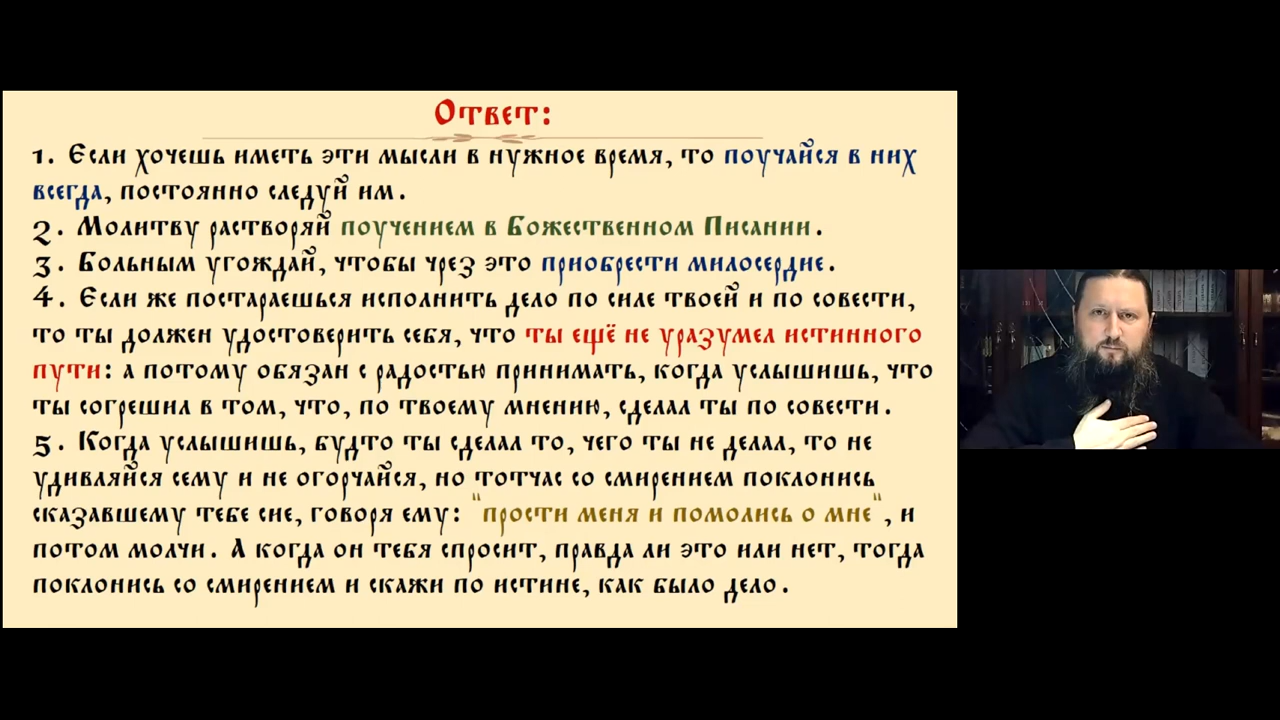 Ответ:
1. Если хочешь иметь эти мысли в нужное время, то поучайся в них
всегда, постоянно следуй им.
2. Молитву растворяй поучением в Божественном Писании.
3. Больным угождай, чтобы чрез это приобрести милосердие.
4. Если же постараешься исполнить дело по силе твоей и по совести,
то ты должен удостоверить себя, что ты ещё не уразумел истинного
пути: а потому обязан с радостью принимать, когда услышишь, что
ты согрешил в том, что, по твоему мнению, сделал ты по совести.
5. Когда услышишь, будто ты сделал то, чего ты не делал, то не
удивляйся сему и не огорчайся, но тотчас со смирением поклонись
сказавшему тебе сие, говоря ему: "прости меня и помолись о мне", и
потом молчи. А когда он тебя спросит, правда ли это или нет, тогда
поклонись со смирением и скажи по истине, как было дело.